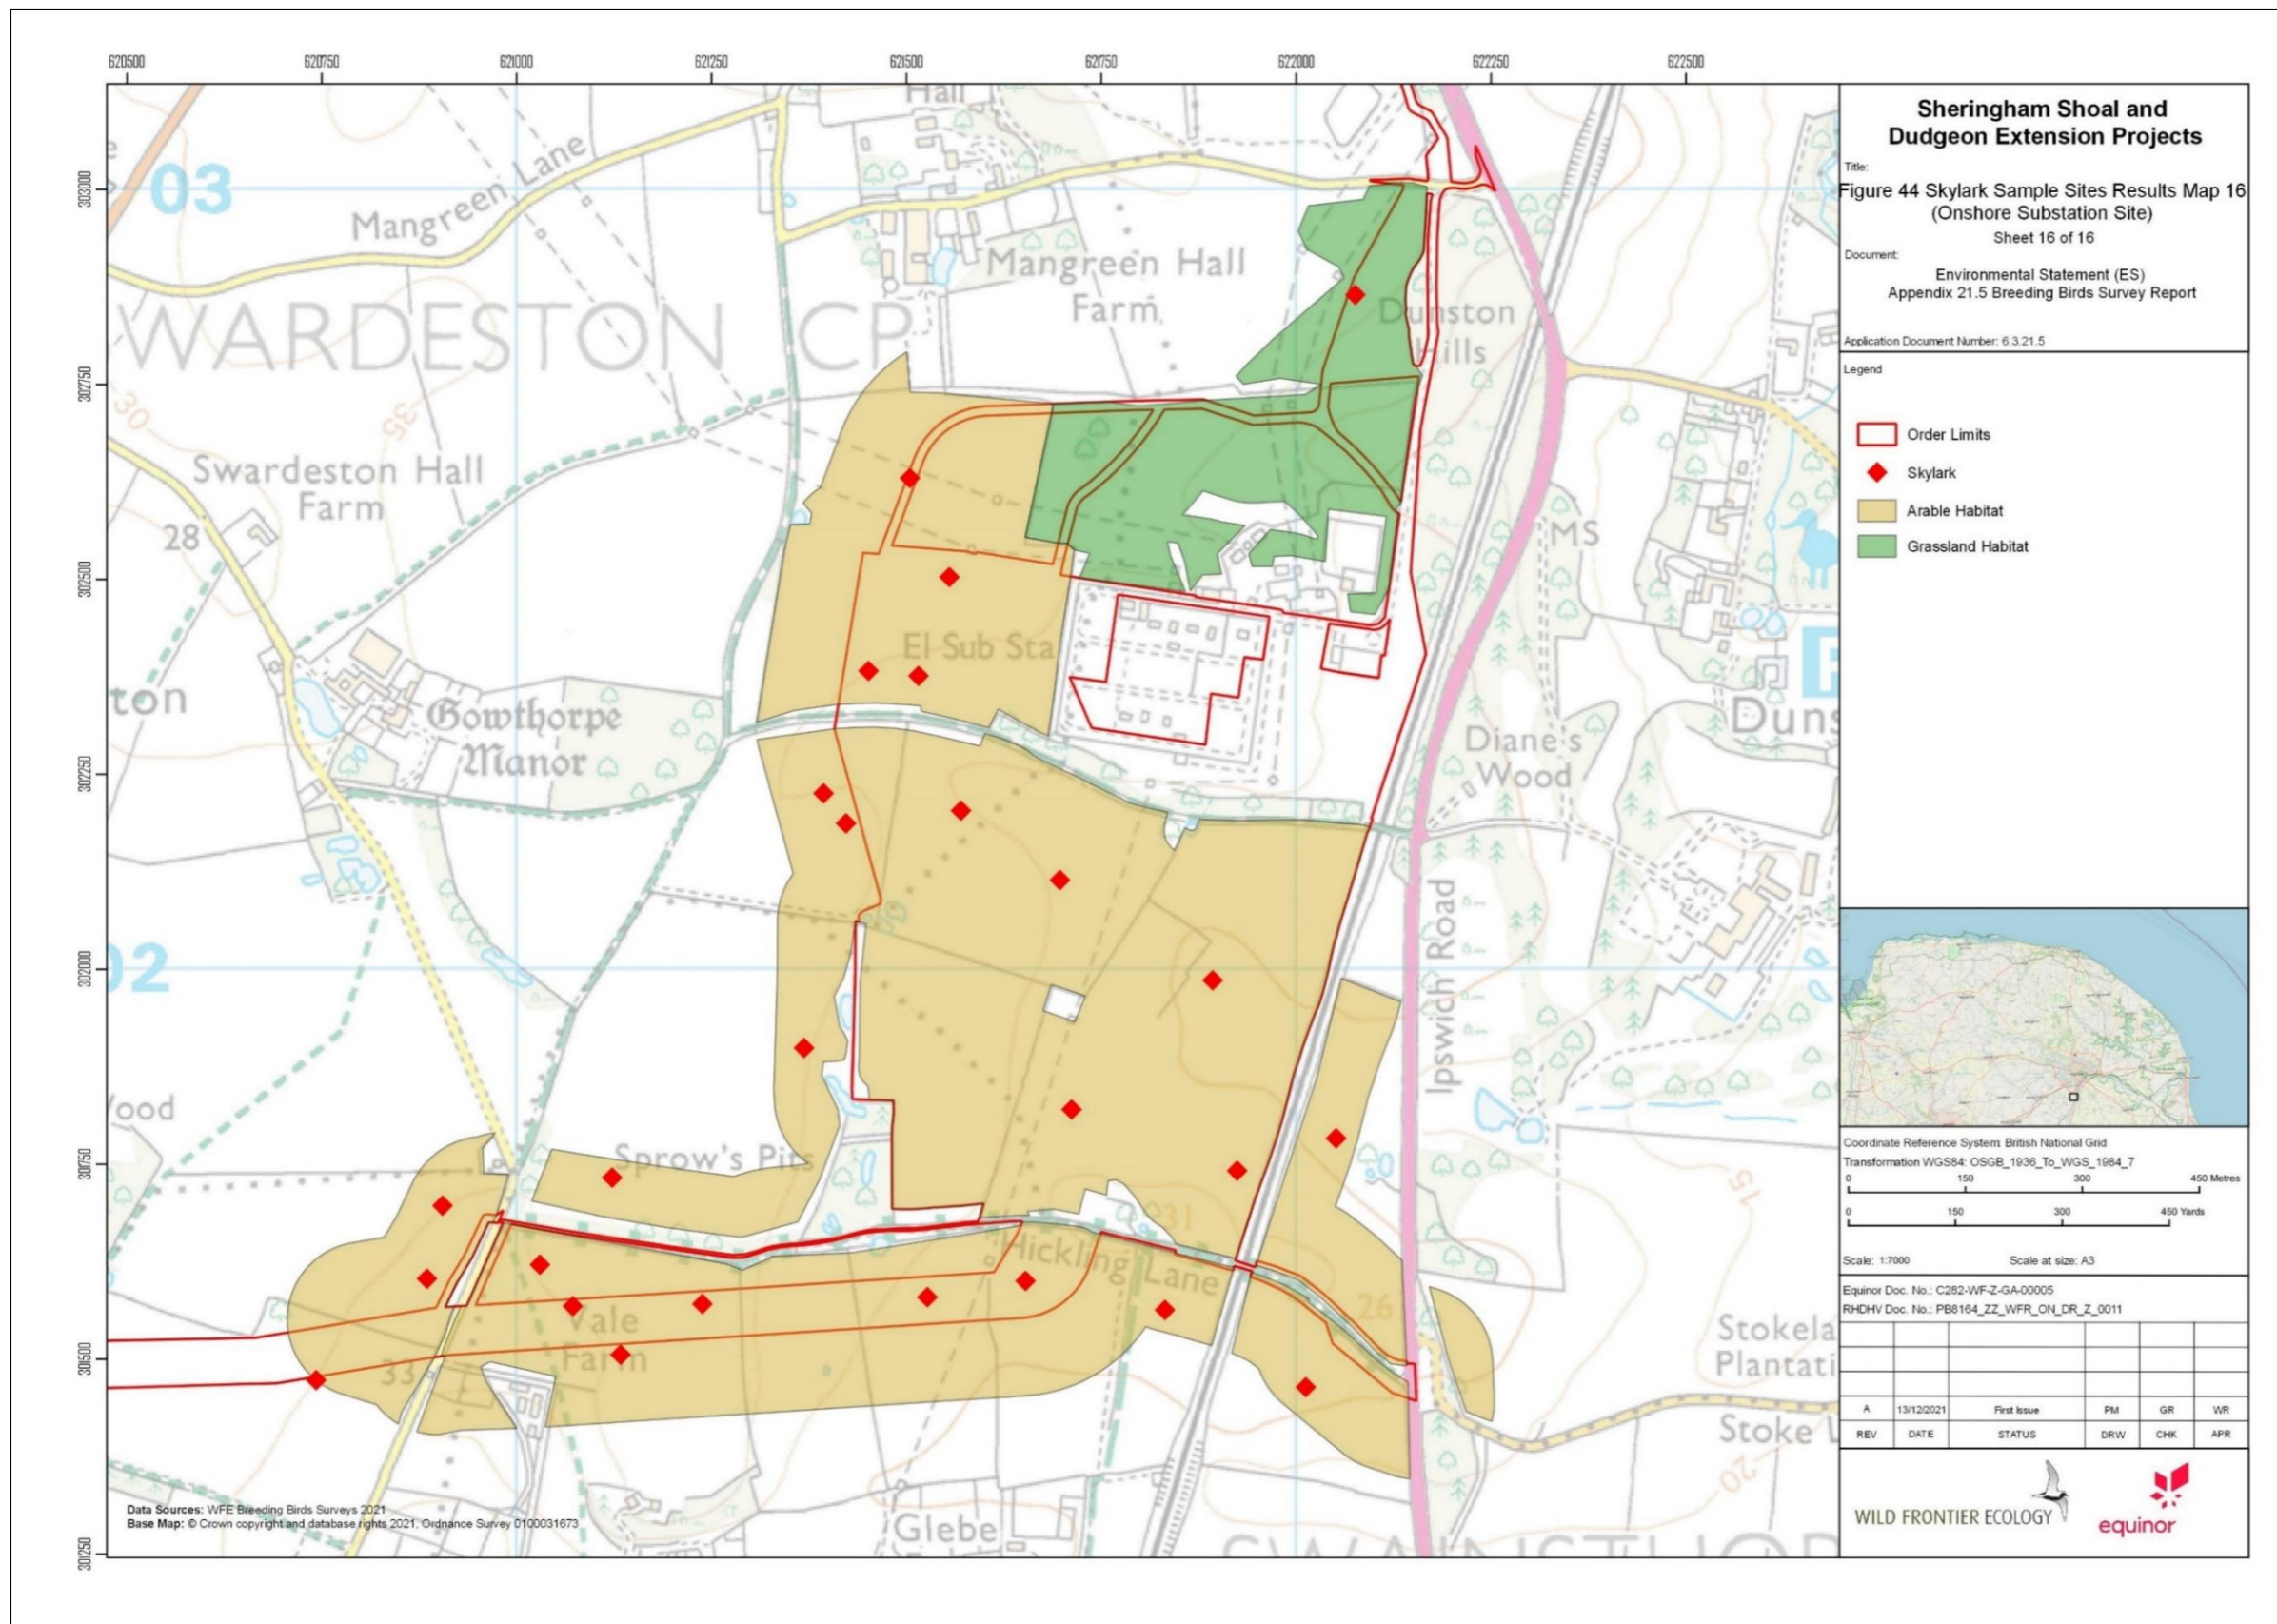 620500 620750 621000 621250 621500 621750 622000 622250 622500
303000
302750
302500
302250
302000
301750
301500
301250
03
02
Hall
Mangreen Lane
Mangreen Hall
Farm
Dunston
Hills
WARDESTON CP
30
35
Swardeston Hall
Farm
28
MS
El Sub Sta
ton
Gowthorpe
Manor
Diane's
Wood
Duns
Ipswich Road
Sprow's Pits
31
Hickling Lane
15
26
Vale
Farm
33
Stokela
Plantati
Stoke L
20
Glebe
SWAINSTHOR
Data Sources: WFE Breeding Birds Surveys 2021
Base Map: © Crown copyright and database rights 2021, Ordnance Survey 0100031673
Sheringham Shoal and
Dudgeon Extension Projects
Title:
Figure 44 Skylark Sample Sites Results Map 16
(Onshore Substation Site)
Sheet 16 of 16
Document:
Environmental Statement (ES)
Appendix 21.5 Breeding Birds Survey Report
Application Document Number: 6.3.21.5
Legend
Order Limits
Skylark
Arable Habitat
Grassland Habitat
Coordinate Reference System: British National Grid
Transformation WGS84: OSGB_1936_To_WGS_1984_7
0 150 300 450 Metres
0 150 300 450 Yards
Scale: 1:7000 Scale at size: A3
Equinor Doc. No.: C282-WF-Z-GA-00005
RHDHV Doc. No.: PB8164_ZZ_WFR_ON_DR_Z_0011
A 13/12/2021 First Issue PM GR WR
REV DATE STATUS DRW CHK APR
WILD FRONTIER ECOLOGY
equinor